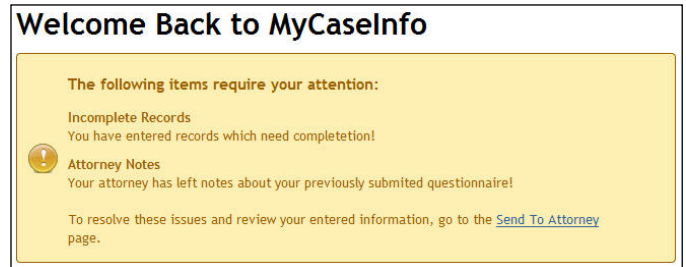 Welcome Back to MyCaseInfo
The following items require your attention:
Incomplete Records
You have entered records which need completetion!
Attorney Notes
Your attorney has left notes about your previously submited questionnaire!
To resolve these issues and review your entered information, go to the Send To Attorney
page.